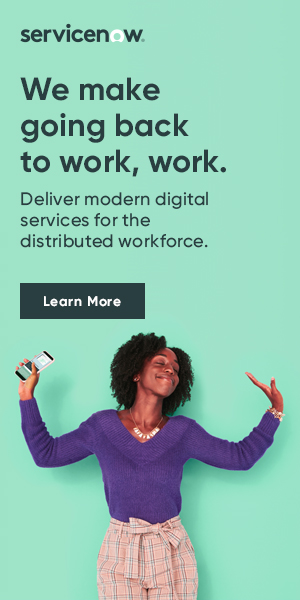 servicenow.
We make
going back
to work, work.
Deliver modern digital
services for the
distributed workforce.
Learn More